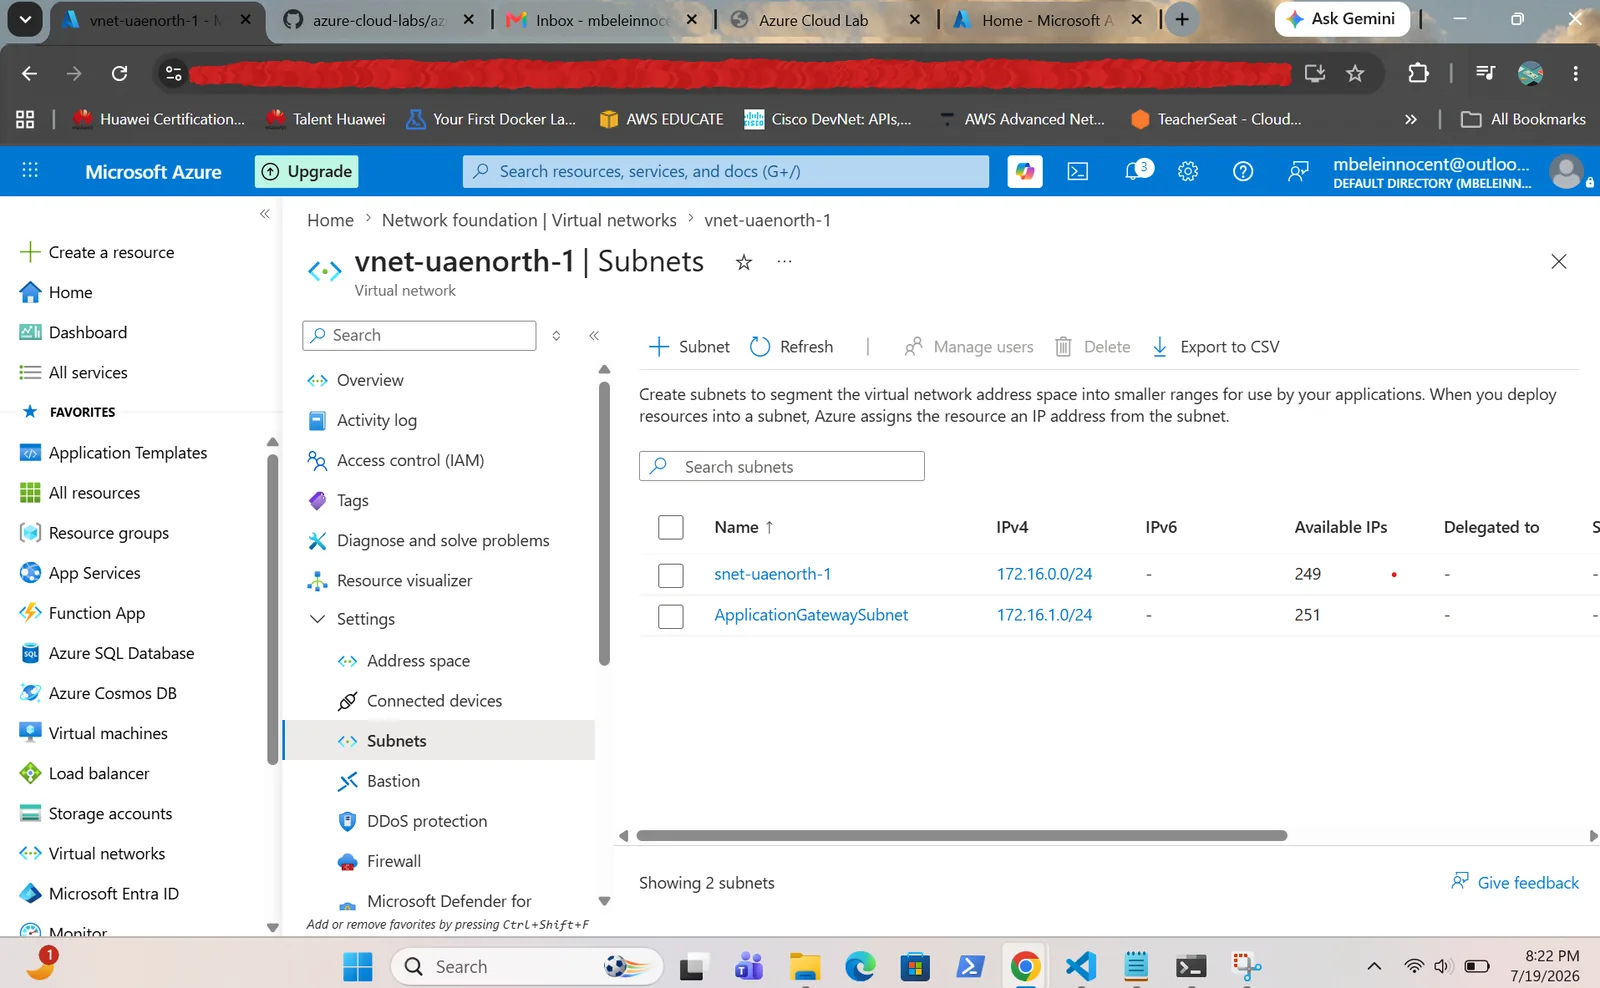 vnet-uaenorth-1 - M
azure-cloud-labs/az
Inbox - mbeleinnoce
Azure Cloud Lab
Home - Microsoft A
Ask Gemini
Huawei Certification...
Talent Huawei
Your First Docker La...
AWS EDUCATE
Cisco DevNet: APIs,...
AWS Advanced Net...
TeacherSeat - Cloud...
All Bookmarks
Microsoft Azure
Upgrade
Search resources, services, and docs (G+/)
3
mbeleinnocent@outloo...
DEFAULT DIRECTORY (MBELEINN...
Create a resource
Home
Dashboard
All services
FAVORITES
Application Templates
All resources
Resource groups
App Services
Function App
SQL
Azure SQL Database
Azure Cosmos DB
Virtual machines
Load balancer
Storage accounts
Virtual networks
Microsoft Entra ID
Monitor
Home > Network foundation | Virtual networks > vnet-uaenorth-1
vnet-uaenorth-1 | Subnets
Virtual network
Search
Overview
Activity log
Access control (IAM)
Tags
Diagnose and solve problems
Resource visualizer
Settings
Address space
Connected devices
Subnets
Bastion
DDoS protection
Firewall
Microsoft Defender for
Add or remove favorites by pressing Ctrl+Shift+F
Subnet Refresh | Manage users Delete Export to CSV
Create subnets to segment the virtual network address space into smaller ranges for use by your applications. When you deploy
resources into a subnet, Azure assigns the resource an IP address from the subnet.
Search subnets
Name ↑ IPv4 IPv6 Available IPs Delegated to S
snet-uaenorth-1 172.16.0.0/24 - 249 - -
ApplicationGatewaySubnet 172.16.1.0/24 - 251 - -
Showing 2 subnets
Give feedback
1
Search
8:22 PM
7/19/2026